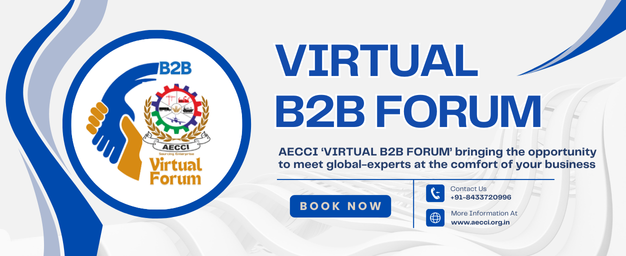 B2B
AECCI
Virtual
Forum
VIRTUAL
B2B FORUM
AECCI 'VIRTUAL B2B FORUM' bringing the opportunity
to meet global-experts at the comfort of your business
BOOK NOW
Contact Us
+91-8433720996
More Information At
www.aecci.org.in